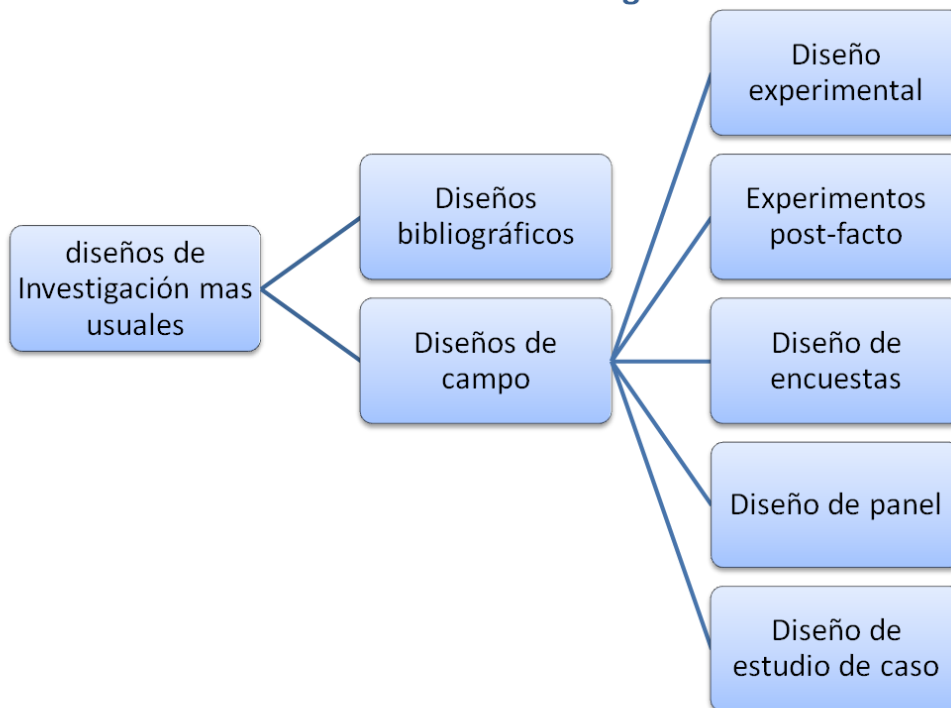 diseños de
Investigación mas
usuales
Diseños
bibliográficos
Diseños de
campo
Diseño
experimental
Experimentos
post-facto
Diseño de
encuestas
Diseño de panel
Diseño de
estudio de caso